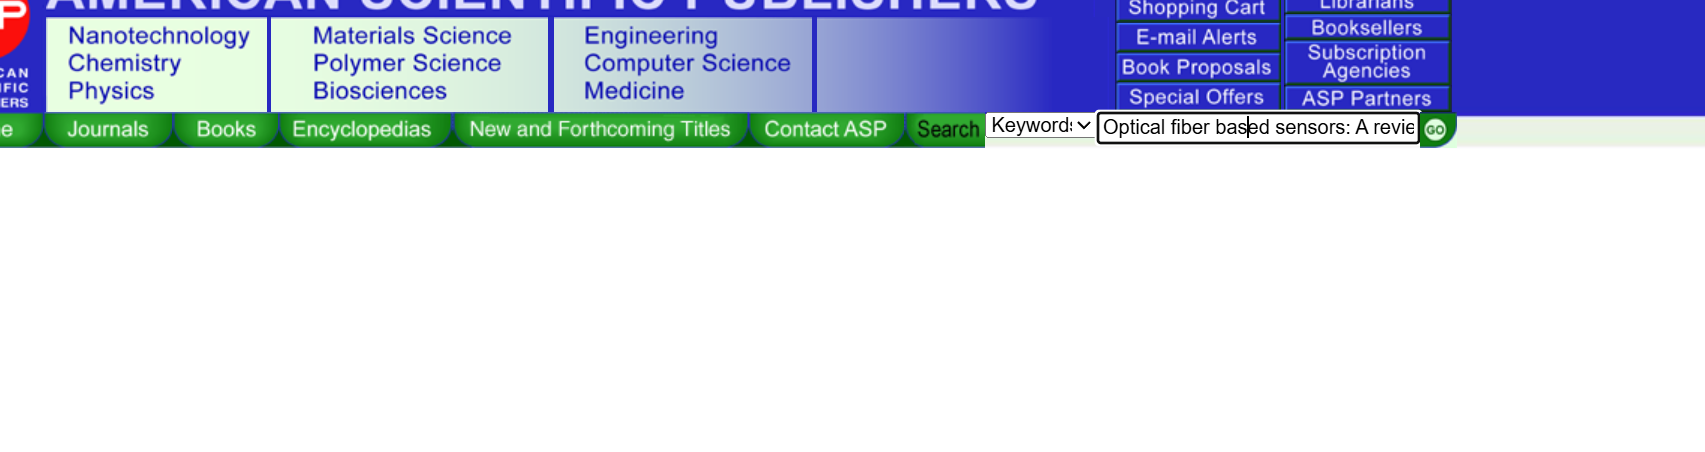 AMERICAN SCIENTIFIC PUBLISHERS
P
CAN
IFIC
ERS
Nanotechnology
Chemistry
Physics
Materials Science
Polymer Science
Biosciences
Engineering
Computer Science
Medicine
Shopping Cart
E-mail Alerts
Book Proposals
Special Offers
Librarians
Booksellers
Subscription
Agencies
ASP Partners
e Journals Books Encyclopedias New and Forthcoming Titles Contact ASP Search Keywords Optical fiber based sensors: A revie GO